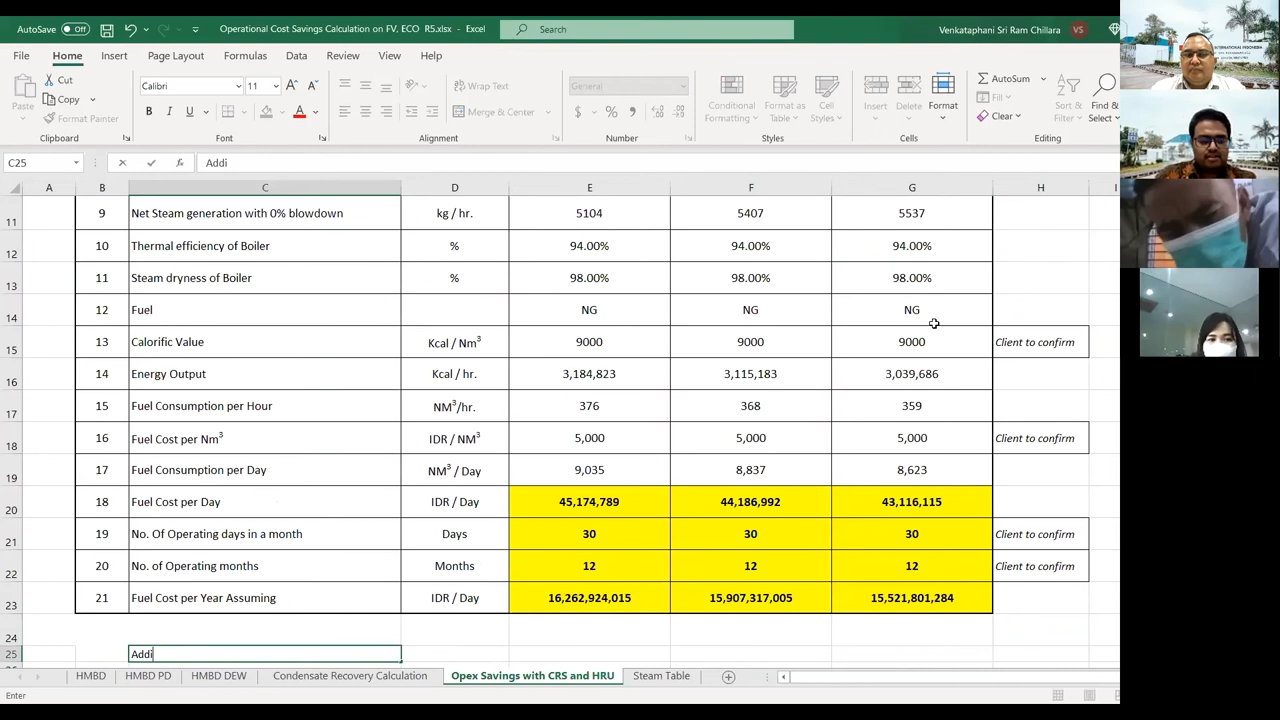 AutoSave Off Operational Cost Savings Calculation on FV, ECO R5.xlsx - Excel Search Venkataphani Sri Ram Chillara VS
File Home Insert Page Layout Formulas Data Review View Help
Cut
Copy
Format Painter
Paste
Clipboard
Calibri 11
B I U A
Font
Wrap Text
Merge & Center
Alignment
General
$ % ,
Number
Conditional Formatting
Format as Table
Cell Styles
Styles
Insert Delete Format
Cells
AutoSum
Fill
Clear
Sort & Filter
Find & Select
Editing
C25 fx Addi
A B C D E F G H I
11 9 Net Steam generation with 0% blowdown kg / hr. 5104 5407 5537
12 10 Thermal efficiency of Boiler % 94.00% 94.00% 94.00%
13 11 Steam dryness of Boiler % 98.00% 98.00% 98.00%
14 12 Fuel NG NG NG
15 13 Calorific Value Kcal / Nm³ 9000 9000 9000 Client to confirm
16 14 Energy Output Kcal / hr. 3,184,823 3,115,183 3,039,686
17 15 Fuel Consumption per Hour NM³/hr. 376 368 359
18 16 Fuel Cost per Nm³ IDR / NM³ 5,000 5,000 5,000 Client to confirm
19 17 Fuel Consumption per Day NM³ / Day 9,035 8,837 8,623
20 18 Fuel Cost per Day IDR / Day 45,174,789 44,186,992 43,116,115
21 19 No. Of Operating days in a month Days 30 30 30 Client to confirm
22 20 No. of Operating months Months 12 12 12 Client to confirm
23 21 Fuel Cost per Year Assuming IDR / Day 16,262,924,015 15,907,317,005 15,521,801,284
24
25 Addi
HMBD HMBD PD HMBD DEW Condensate Recovery Calculation Opex Savings with CRS and HRU Steam Table
Enter
INTERNATIONAL INDONESIA